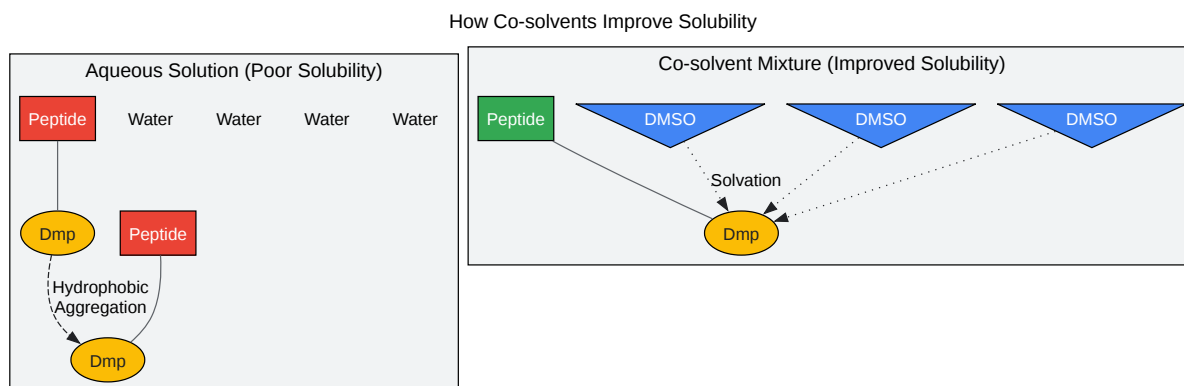 How Co-solvents Improve Solubility
Aqueous Solution (Poor Solubility)
Peptide
Water
Water
Water
Water
Dmp
Peptide
Hydrophobic
Aggregation
Dmp
Co-solvent Mixture (Improved Solubility)
Peptide
DMSO
DMSO
DMSO
Solvation
Dmp